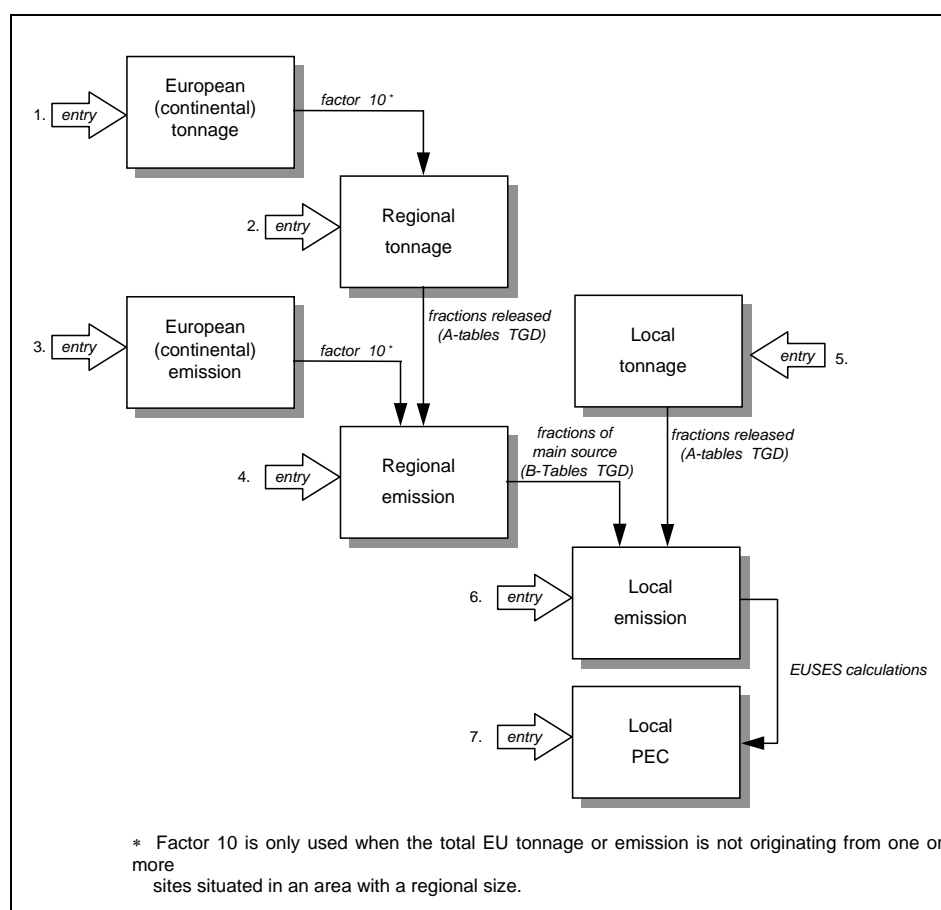 1.
entry
European
(continental)
tonnage
factor 10*
2.
entry
Regional
tonnage
3.
entry
European
(continental)
emission
factor 10*
fractions released
(A-tables TGD)
Local
tonnage
entry
5.
4.
entry
Regional
emission
fractions of
main source
(B-Tables TGD)
fractions released
(A-tables TGD)
6.
entry
Local
emission
EUSES calculations
7.
entry
Local
PEC
* Factor 10 is only used when the total EU tonnage or emission is not originating from one or
more
sites situated in an area with a regional size.